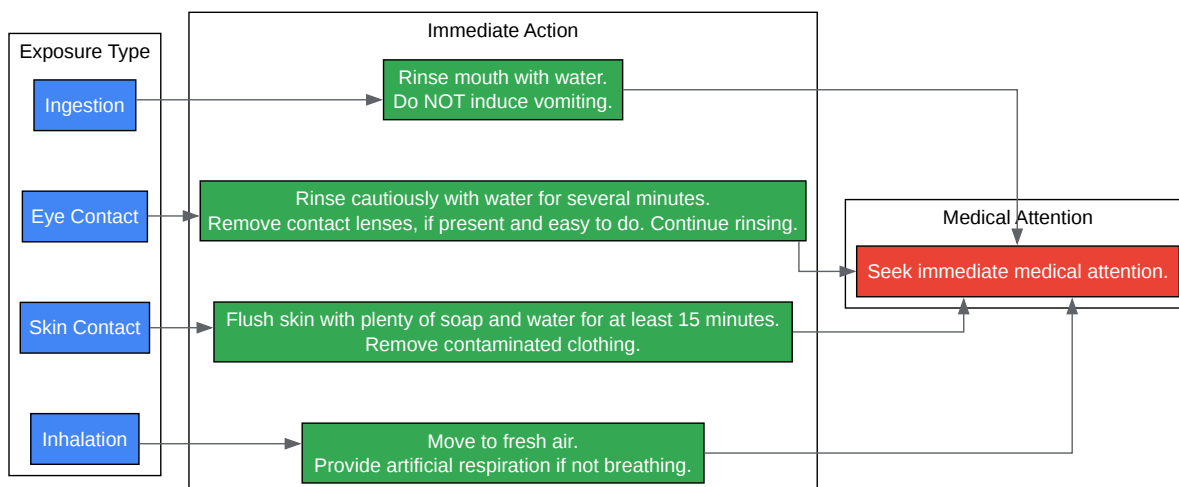 Exposure Type
Ingestion
Eye Contact
Skin Contact
Inhalation
Immediate Action
Rinse mouth with water.
Do NOT induce vomiting.
Rinse cautiously with water for several minutes.
Remove contact lenses, if present and easy to do. Continue rinsing.
Flush skin with plenty of soap and water for at least 15 minutes.
Remove contaminated clothing.
Move to fresh air.
Provide artificial respiration if not breathing.
Medical Attention
Seek immediate medical attention.